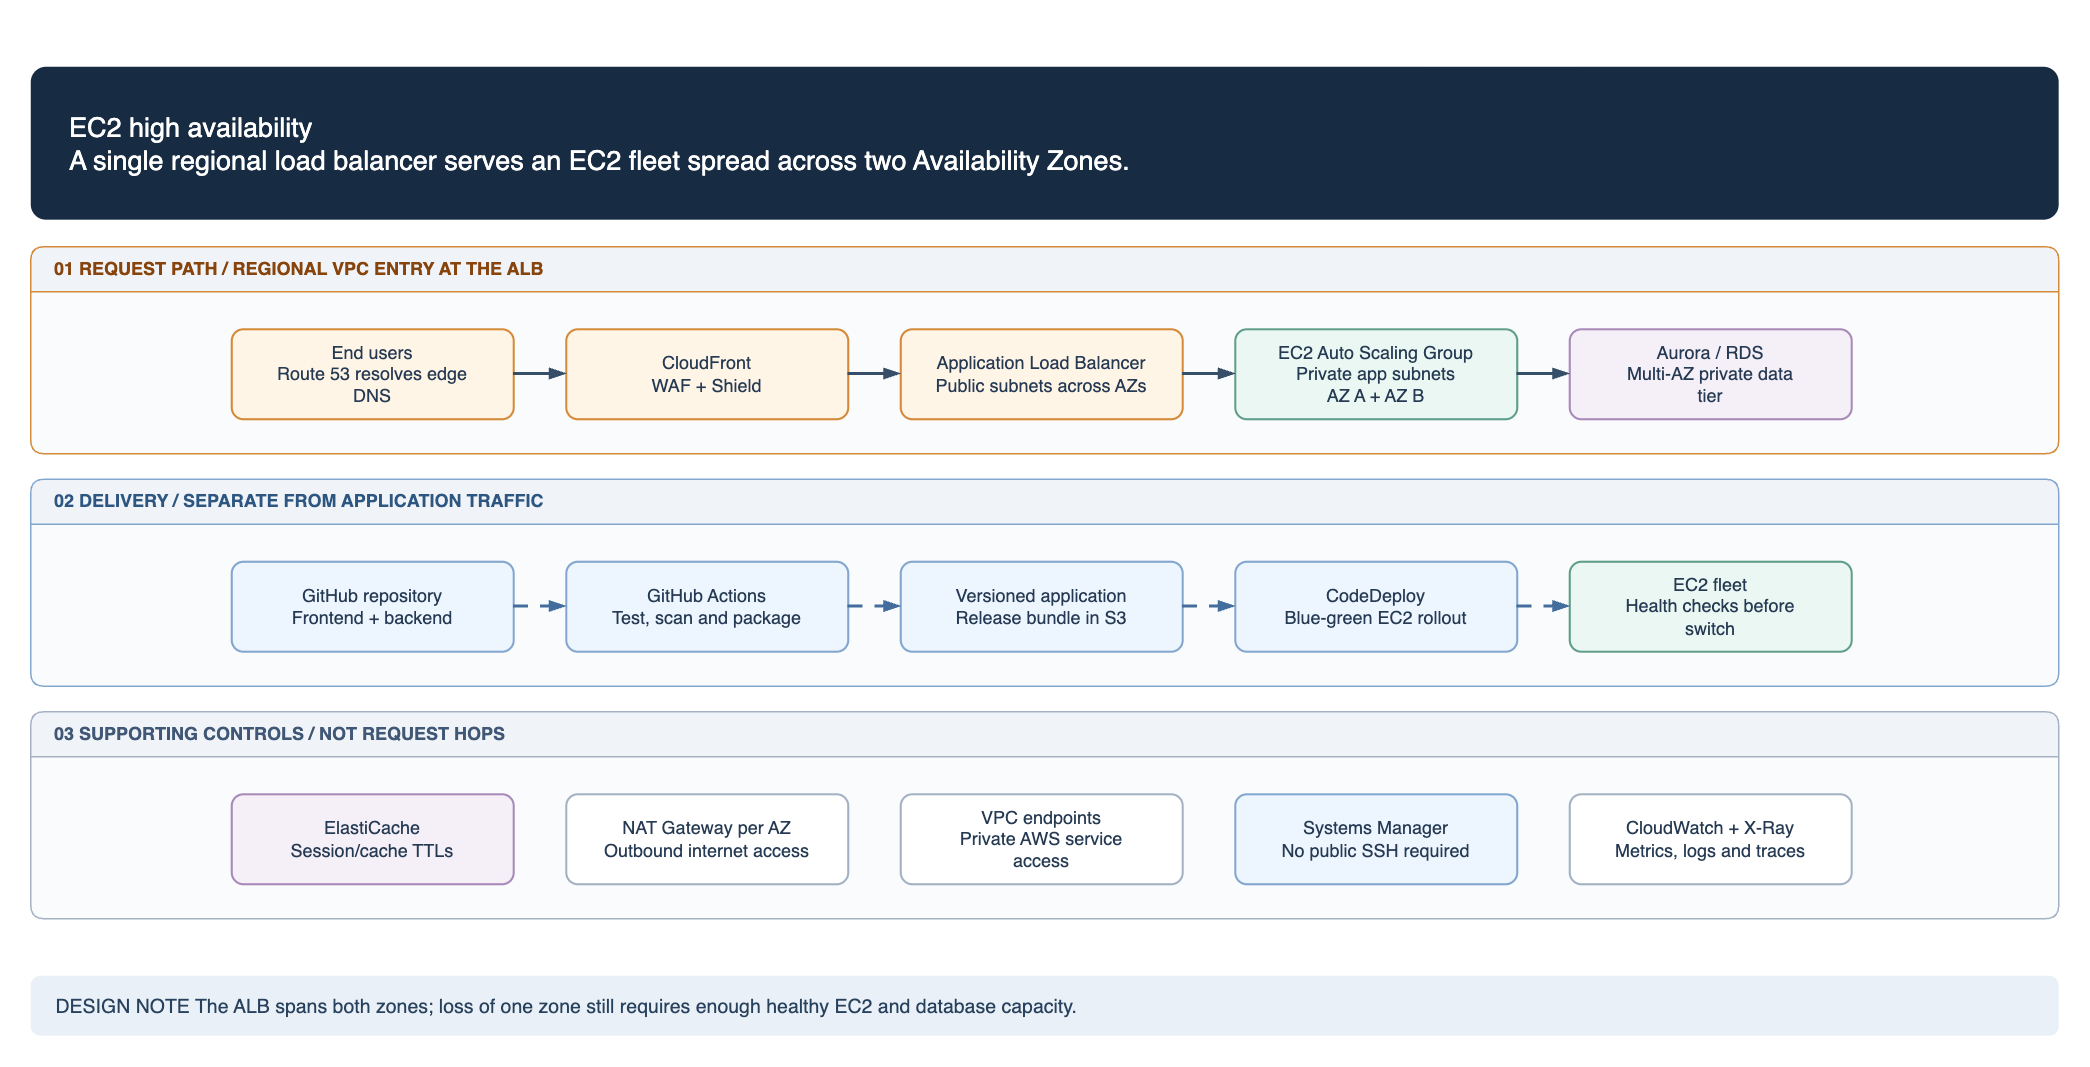 EC2 high availability
A single regional load balancer serves an EC2 fleet spread across two Availability Zones.
01 REQUEST PATH / REGIONAL VPC ENTRY AT THE ALB
End users
Route 53 resolves edge
DNS
CloudFront
WAF + Shield
Application Load Balancer
Public subnets across AZs
EC2 Auto Scaling Group
Private app subnets
AZ A + AZ B
Aurora / RDS
Multi-AZ private data
tier
02 DELIVERY / SEPARATE FROM APPLICATION TRAFFIC
GitHub repository
Frontend + backend
GitHub Actions
Test, scan and package
Versioned application
Release bundle in S3
CodeDeploy
Blue-green EC2 rollout
EC2 fleet
Health checks before
switch
03 SUPPORTING CONTROLS / NOT REQUEST HOPS
ElastiCache
Session/cache TTLs
NAT Gateway per AZ
Outbound internet access
VPC endpoints
Private AWS service
access
Systems Manager
No public SSH required
CloudWatch + X-Ray
Metrics, logs and traces
DESIGN NOTE The ALB spans both zones; loss of one zone still requires enough healthy EC2 and database capacity.